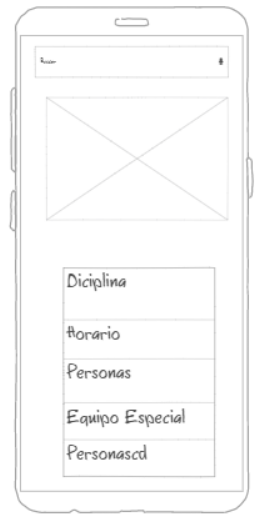 Diciplina
Horario
Personas
Equipo Especial
Personascd